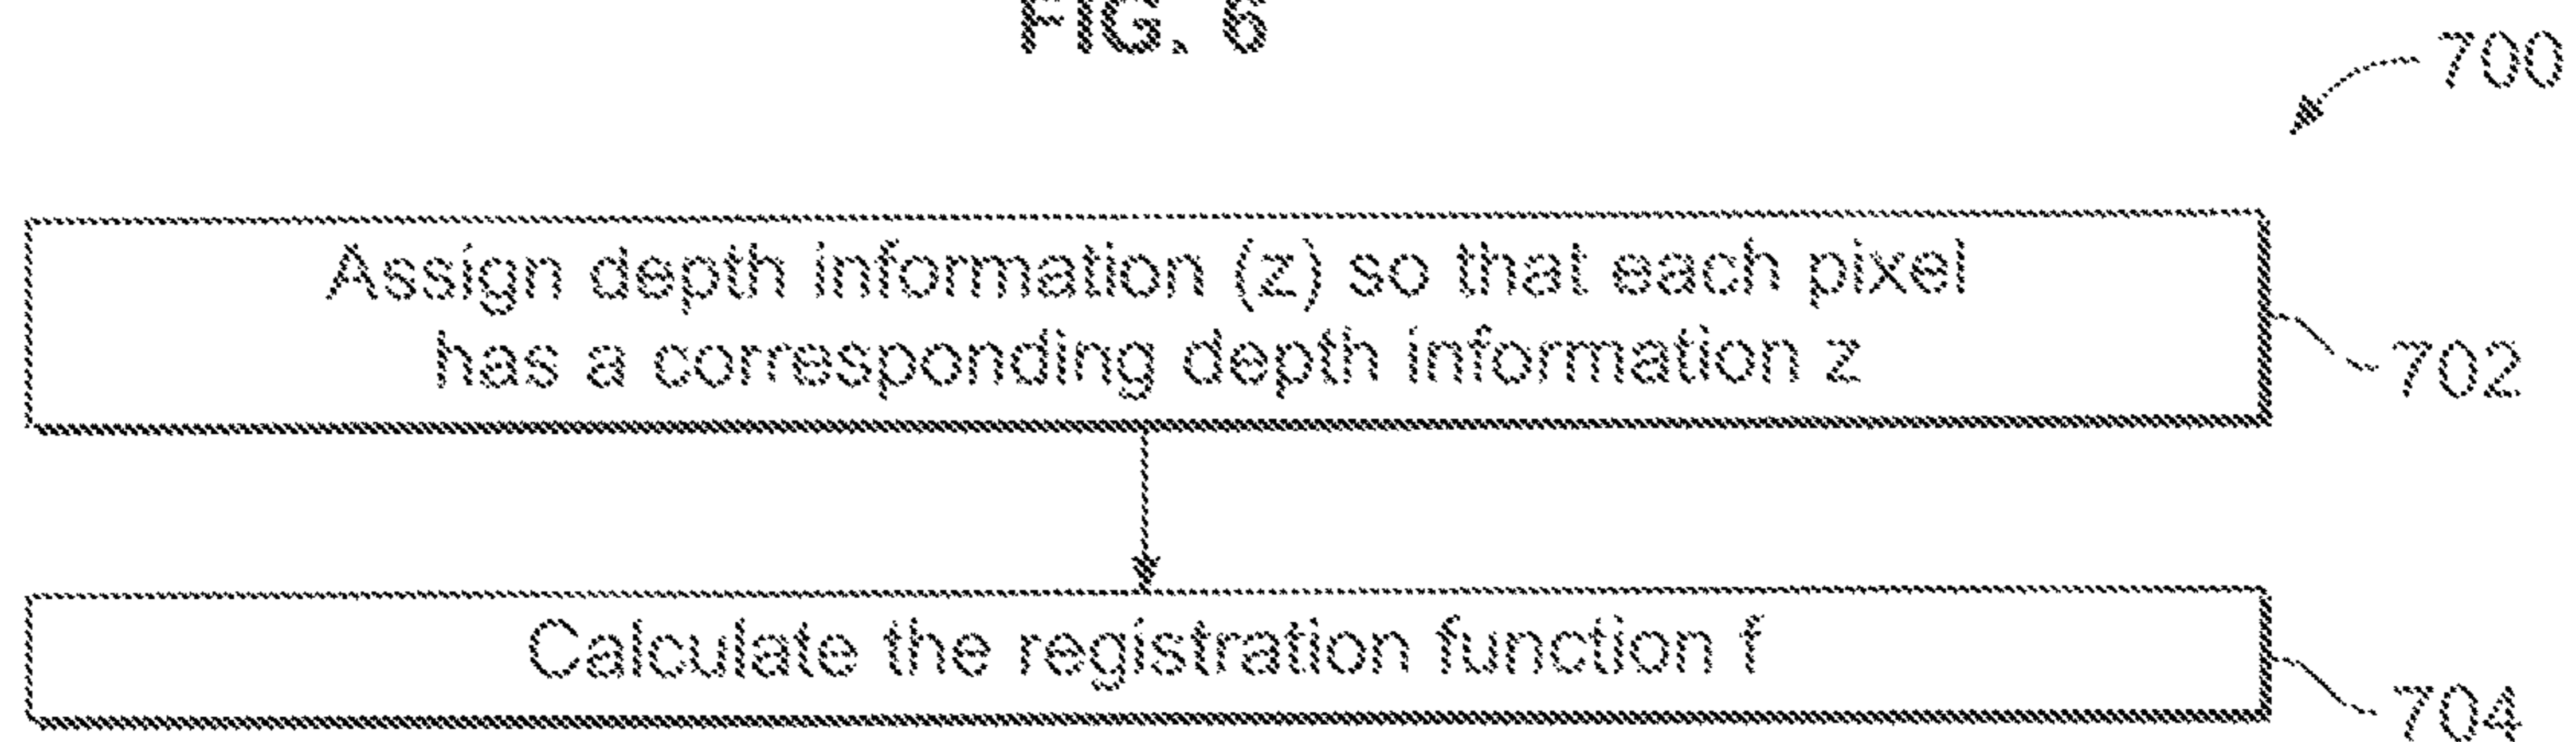 FIG. 6
700
Assign depth information (z) so that each pixel
has a corresponding depth information z
702
Calculate the registration function f
704